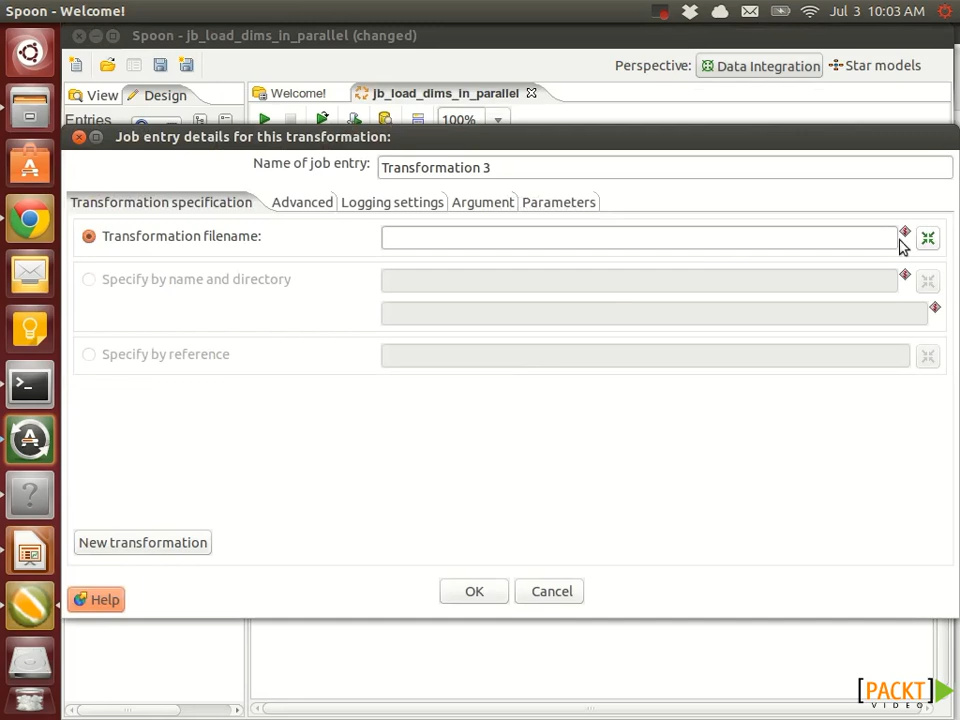 Spoon - Welcome!
Jul 3 10:03 AM
Spoon - jb_load_dims_in_parallel (changed)
Perspective: Data Integration Star models
View Design Welcome! jb_load_dims_in_parallel
Entries 100%
Job entry details for this transformation:
Name of job entry: Transformation 3
Transformation specification Advanced Logging settings Argument Parameters
Transformation filename:
Specify by name and directory
Specify by reference
New transformation
OK Cancel
Help
[PACKT]
VIDEO